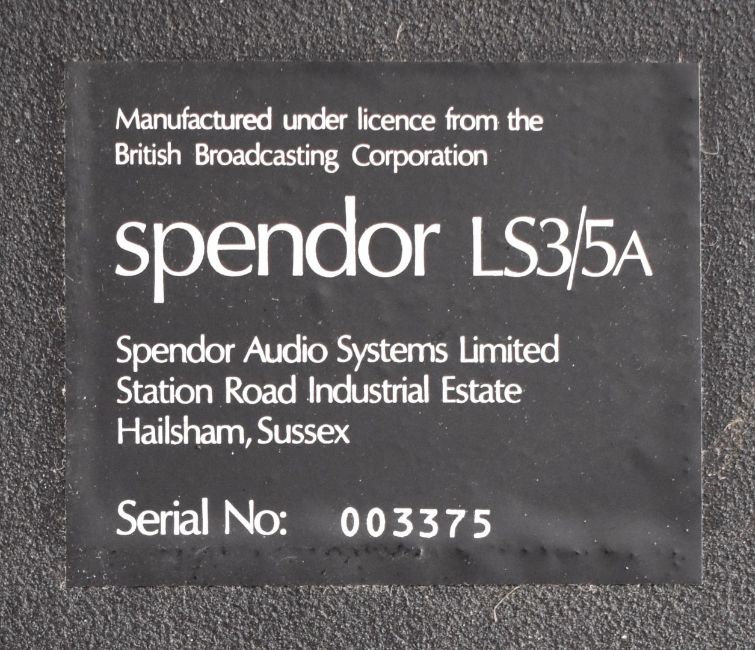 Manufactured under licence from the
British Broadcasting Corporation
spendor LS3/5A
Spendor Audio Systems Limited
Station Road Industrial Estate
Hailsham, Sussex
Serial No: 003375